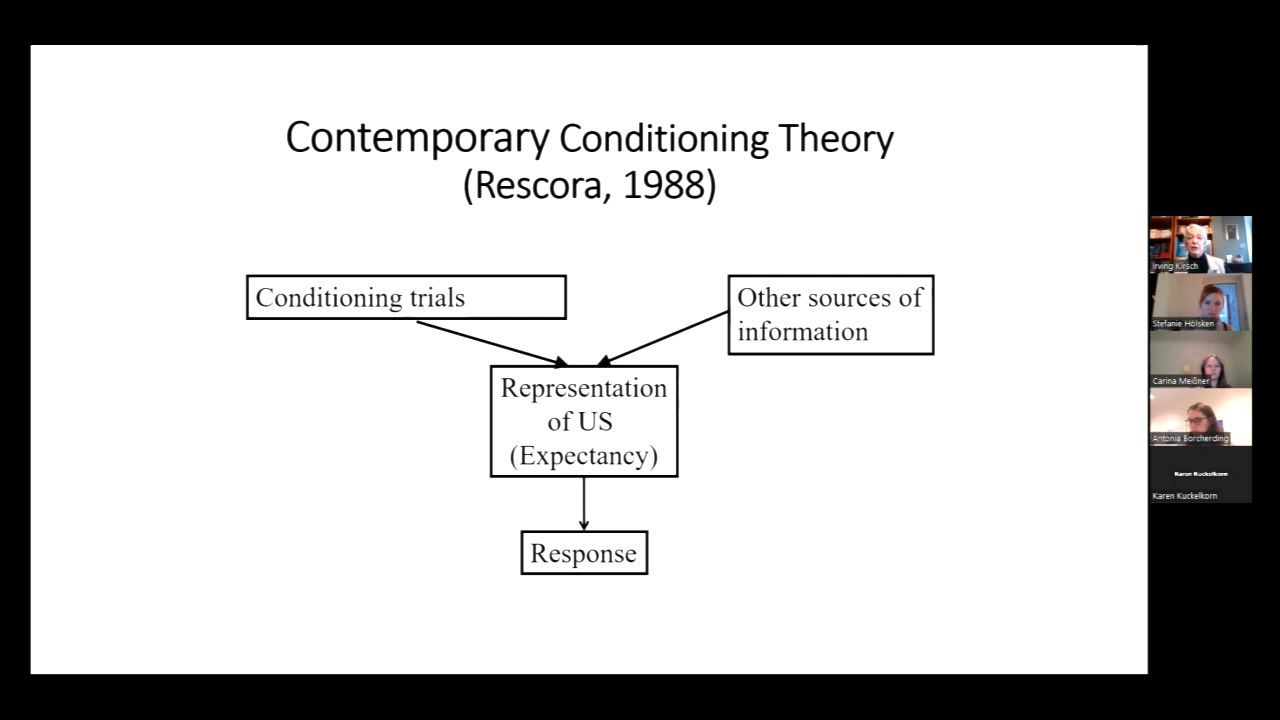 Contemporary Conditioning Theory
(Rescora, 1988)
Conditioning trials
Other sources of
information
Representation
of US
(Expectancy)
Response
Irving Kirsch
Stefanie Hölsken
Carina Meißner
Antonia Borcherding
Karen Kuckelkorn
Karen Kuckelkorn